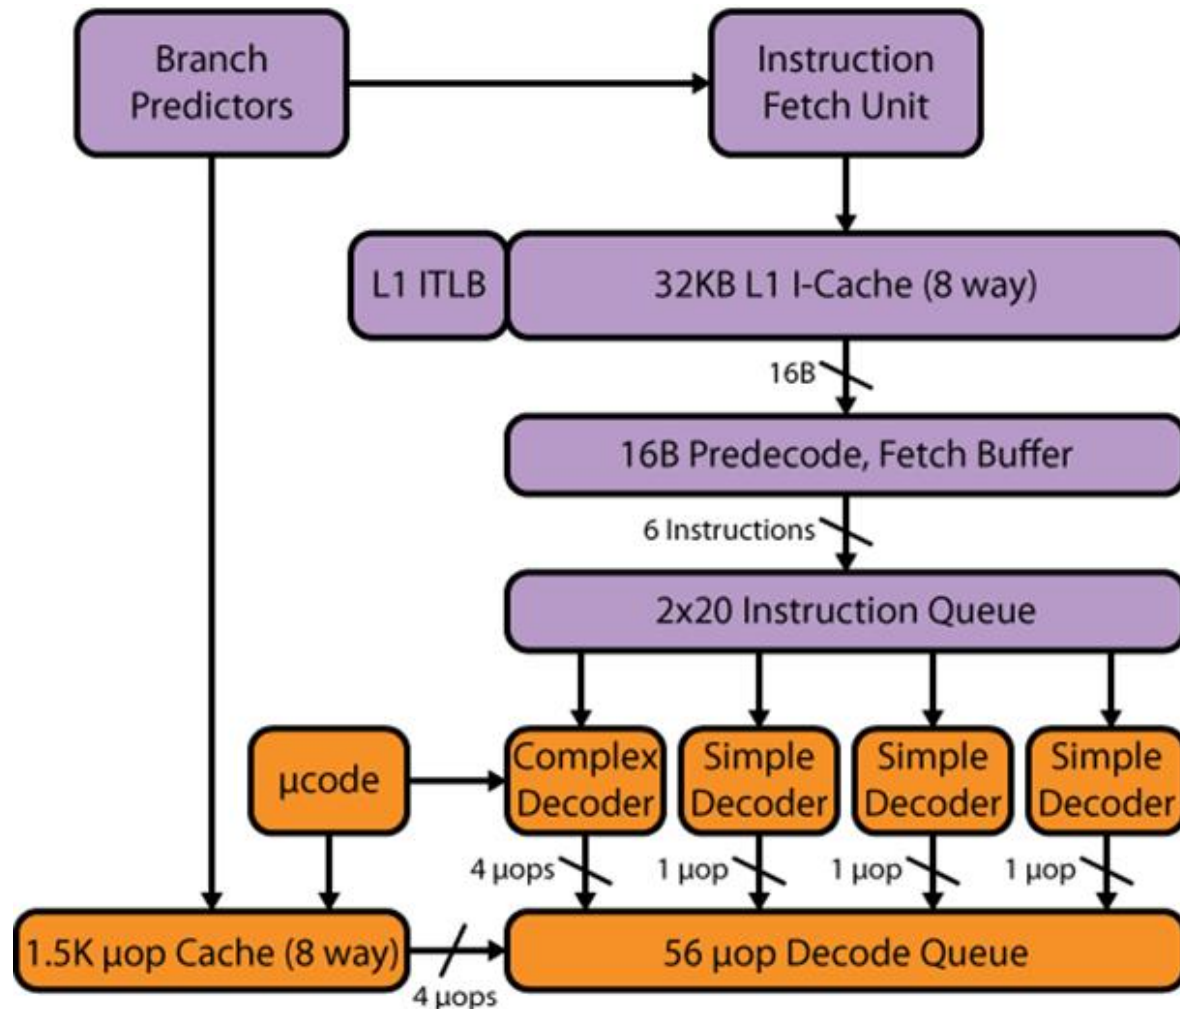 Branch
Predictors
Instruction
Fetch Unit
L1 ITLB
32KB L1 I-Cache (8 way)
16B
16B Predecode, Fetch Buffer
6 Instructions
2x20 Instruction Queue
μcode
Complex
Decoder
Simple
Decoder
Simple
Decoder
Simple
Decoder
4 μops
1 μop
1 μop
1 μop
1.5K μop Cache (8 way)
4 μops
56 μop Decode Queue